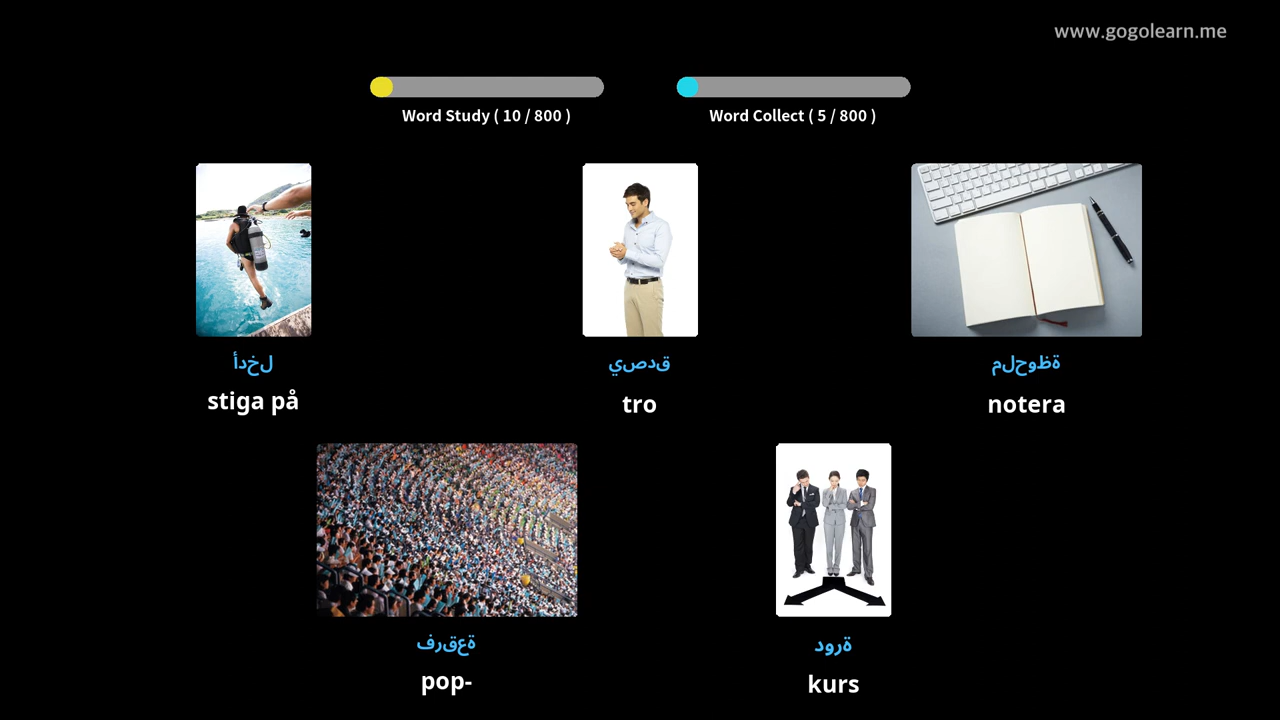 www.gogolearn.me
Word Study ( 10 / 800 )
Word Collect ( 5 / 800 )
لخدأ
stiga på
قدصي
tro
ةظوحلم
notera
ةعقرف
pop-
ةرود
kurs